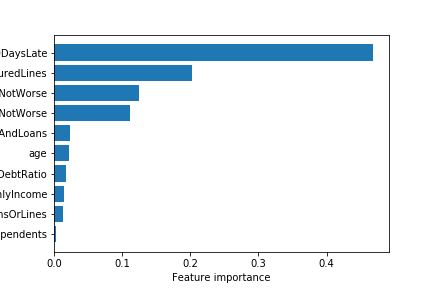 DaysLate
uredLines
NotWorse
NotWorse
AndLoans
age
DebtRatio
nlyIncome
nsOrLines
pendents
0.0 0.1 0.2 0.3 0.4
Feature importance